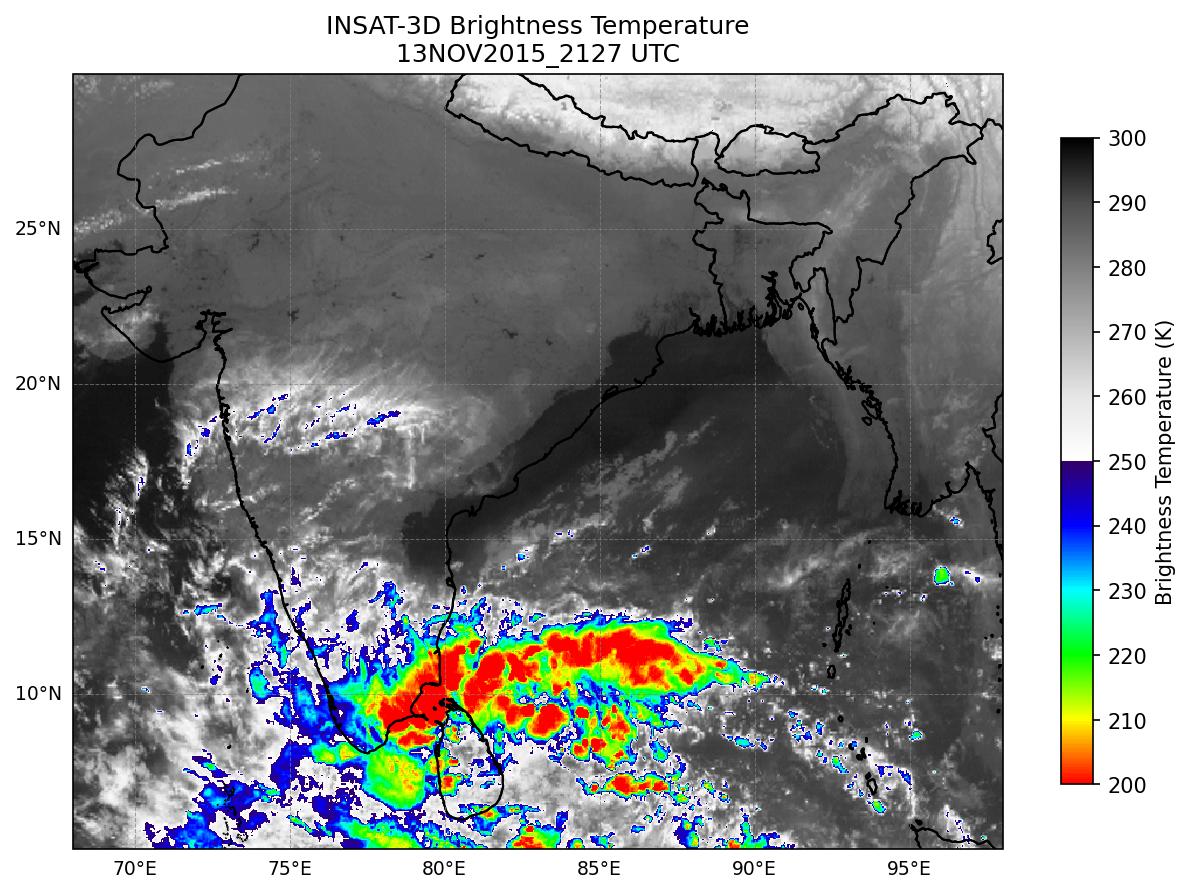 INSAT-3D Brightness Temperature
13NOV2015_2127 UTC
25°N
20°N
15°N
10°N
70°E
75°E
80°E
85°E
90°E
95°E
300
290
280
270
260
250
240
230
220
210
200
Brightness Temperature (K)